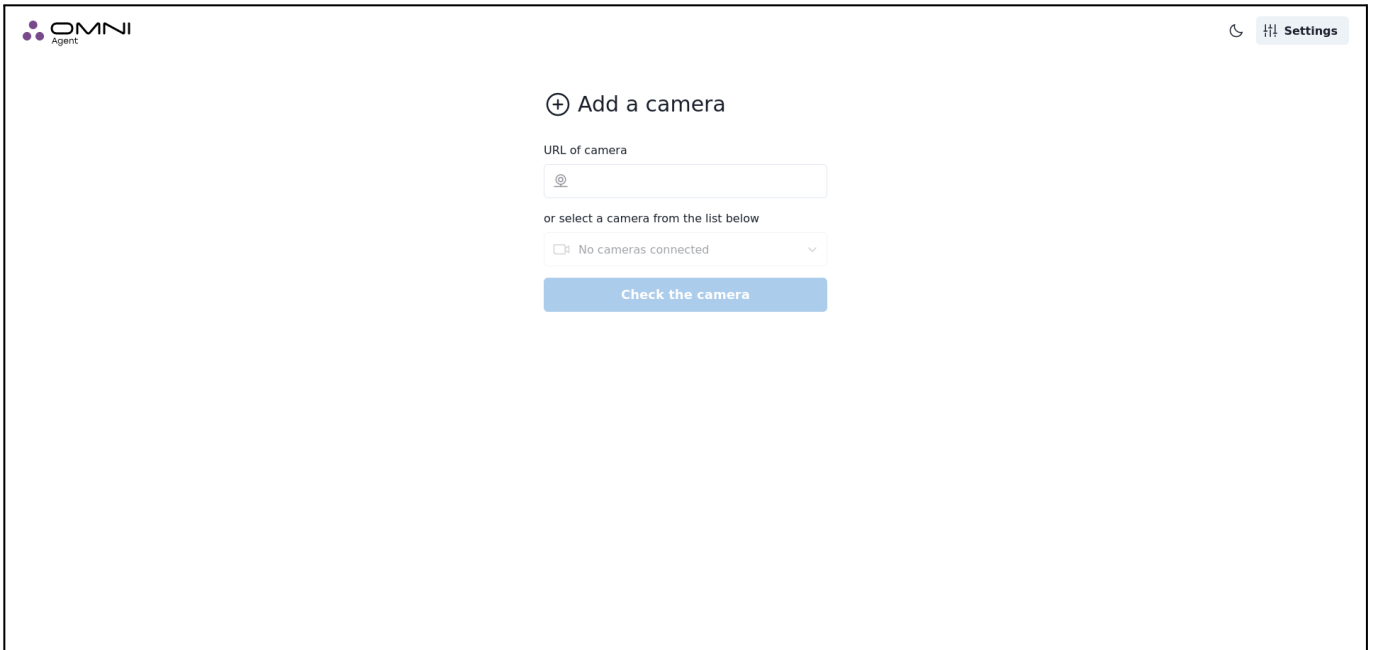 OMNI
Agent
Settings
Add a camera
URL of camera
or select a camera from the list below
No cameras connected
Check the camera